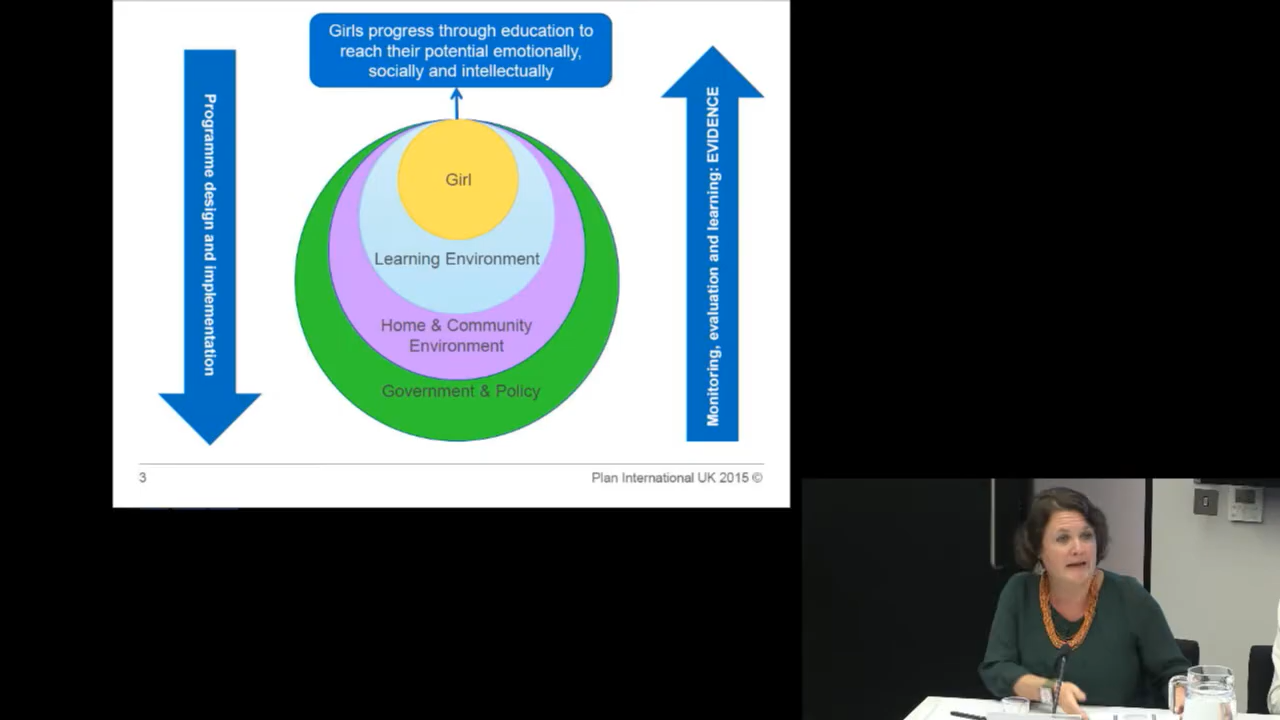 Girls progress through education to
reach their potential emotionally,
socially and intellectually
Programme design and implementation
Girl
Learning Environment
Home & Community
Environment
Government & Policy
Monitoring, evaluation and learning: EVIDENCE
3
Plan International UK 2015 ©